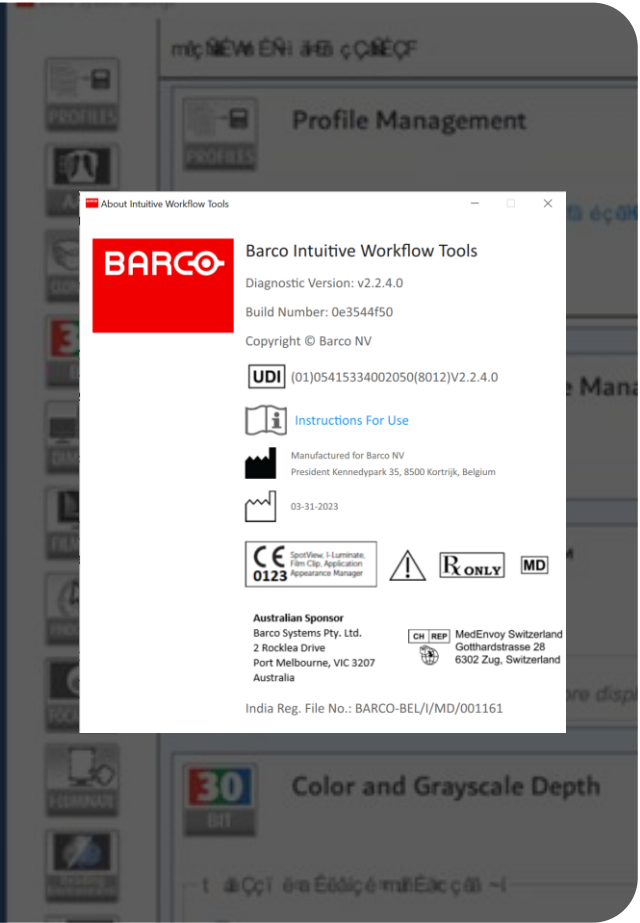 PROFILES
Profile Management
PROFILES
About Intuitive Workflow Tools
BARCO
Barco Intuitive Workflow Tools
Diagnostic Version: v2.2.4.0
Build Number: 0e3544f50
Copyright © Barco NV
UDI (01)05415334002050(8012)V2.2.4.0
Instructions For Use
Manufactured for Barco NV
President Kennedypark 35, 8500 Kortrijk, Belgium
03-31-2023
CE 0123
SpotView, I-Luminate,
Film Clip, Application
Appearance Manager
Rx ONLY
MD
Australian Sponsor
Barco Systems Pty. Ltd.
2 Rocklea Drive
Port Melbourne, VIC 3207
Australia
CH REP
MedEnvoy Switzerland
Gotthardstrasse 28
6302 Zug, Switzerland
India Reg. File No.: BARCO-BEL/I/MD/001161
I-LUMINATE
30
BIT
Color and Grayscale Depth